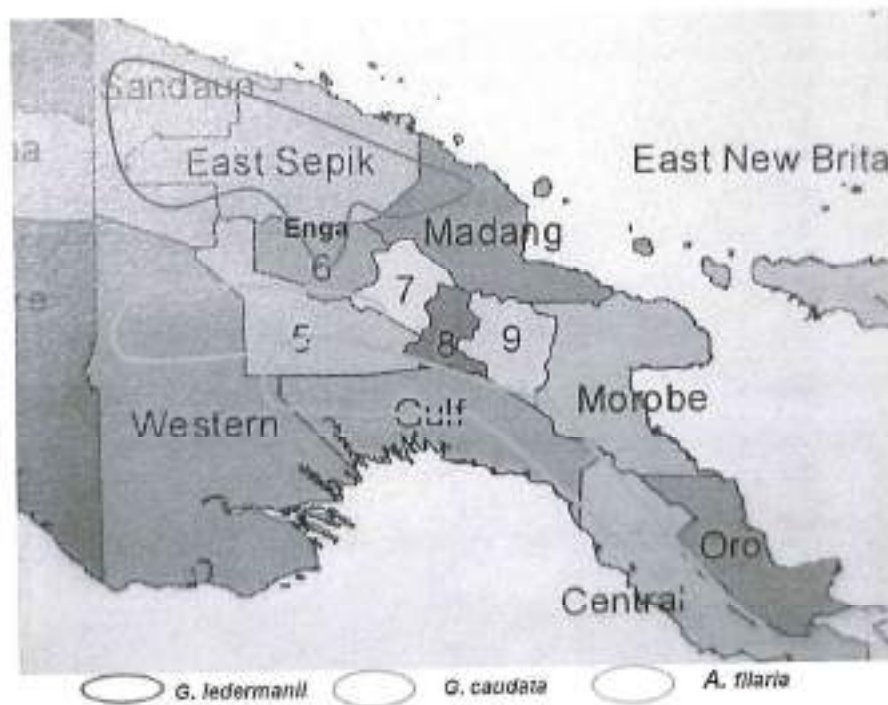 Sandaun
East Sepik
East New Brita
Enga
Madang
6
7
5
8
9
Western
Gulf
Morobe
Oro
Central
G. ledermanii
G. caudata
A. filaria